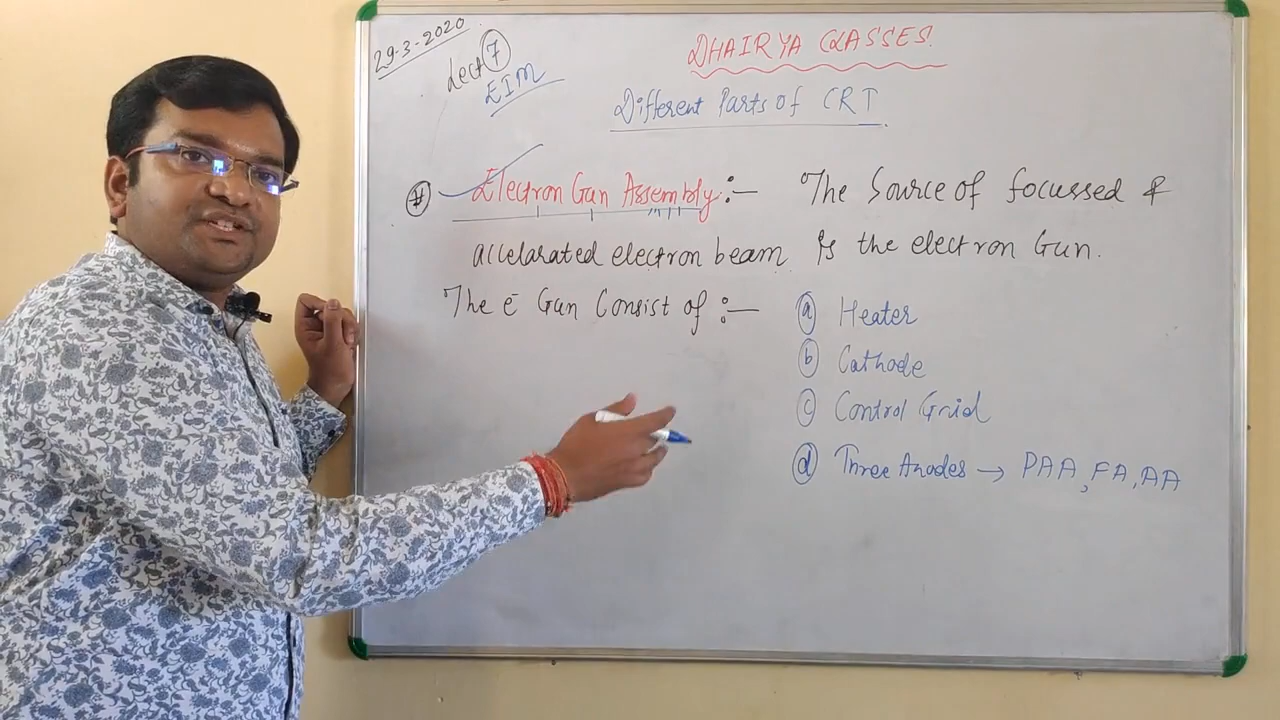 29-3-2020
Lect 7
EIM
DHAIRYA CLASSES.
Different Parts of CRT
# Electron Gun Assembly :— The Source of focussed &
accelarated electron beam is the electron Gun.
The e⁻ Gun Consist of :— (a) Heater
(b) Cathode
(c) Control Grid
(d) Three Anodes → PAA, FA, AA